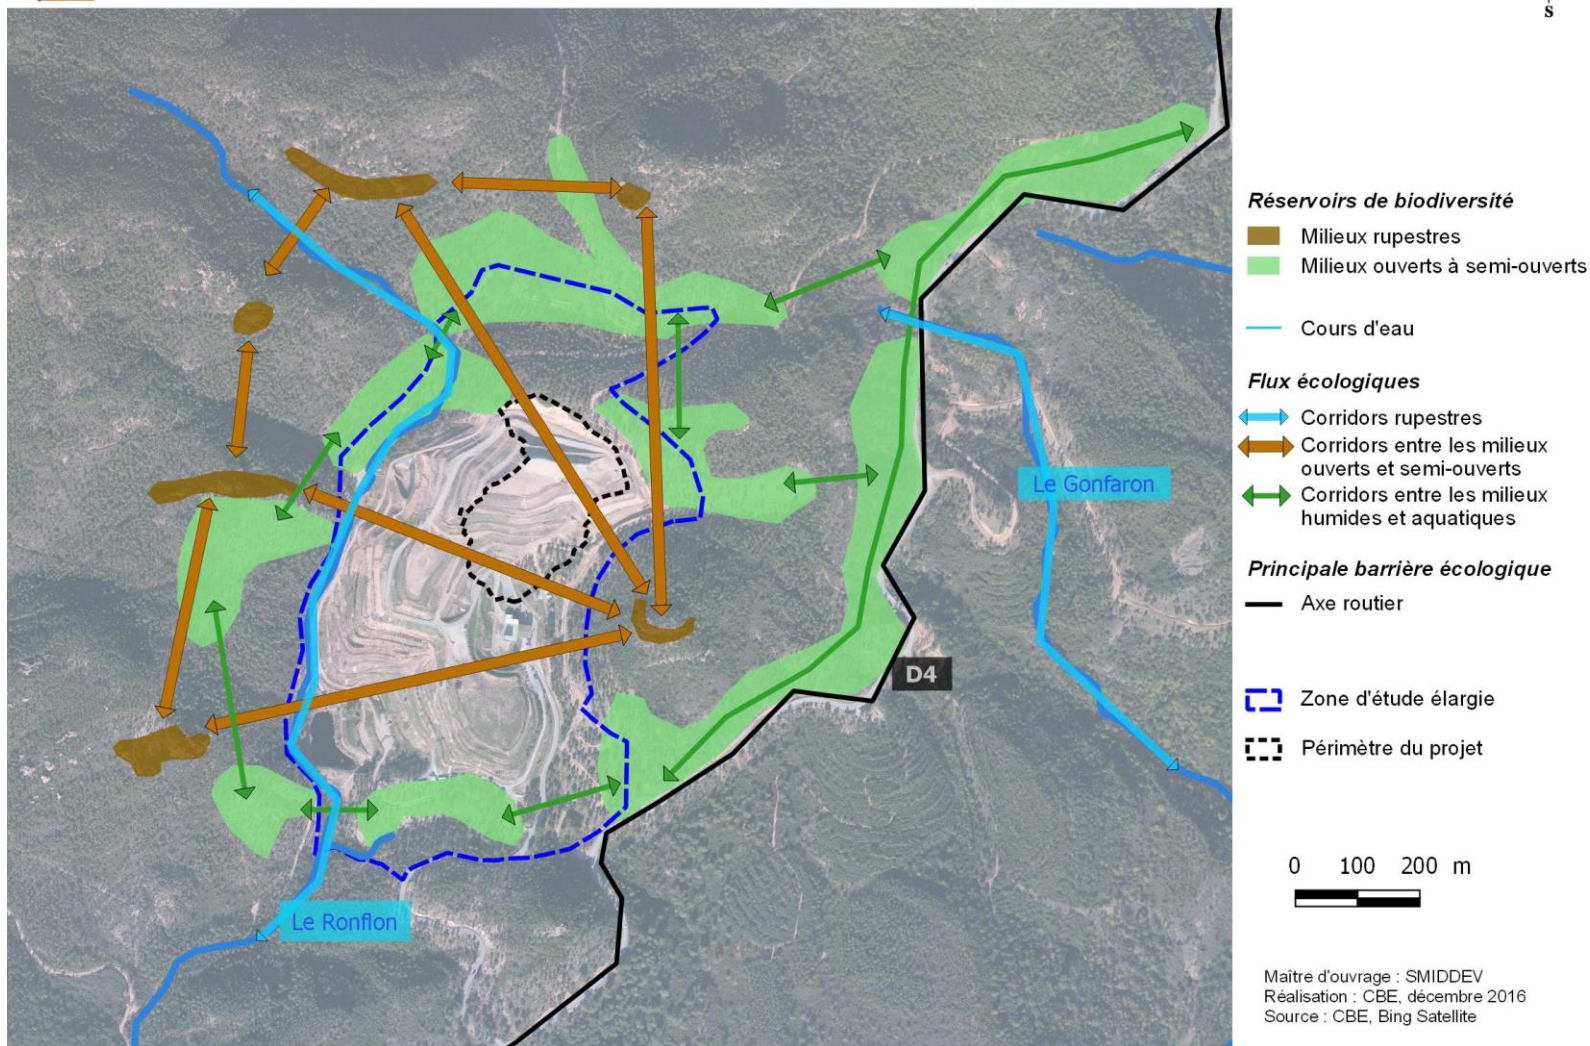 S
Réservoirs de biodiversité
Milieux rupestres
Milieux ouverts à semi-ouverts
Cours d'eau
Flux écologiques
Corridors rupestres
Corridors entre les milieux
ouverts et semi-ouverts
Corridors entre les milieux
humides et aquatiques
Principale barrière écologique
Axe routier
Zone d'étude élargie
Périmètre du projet
Le Gonfaron
D4
Le Ronflon
0 100 200 m
Maître d'ouvrage : SMIDDEV
Réalisation : CBE, décembre 2016
Source : CBE, Bing Satellite